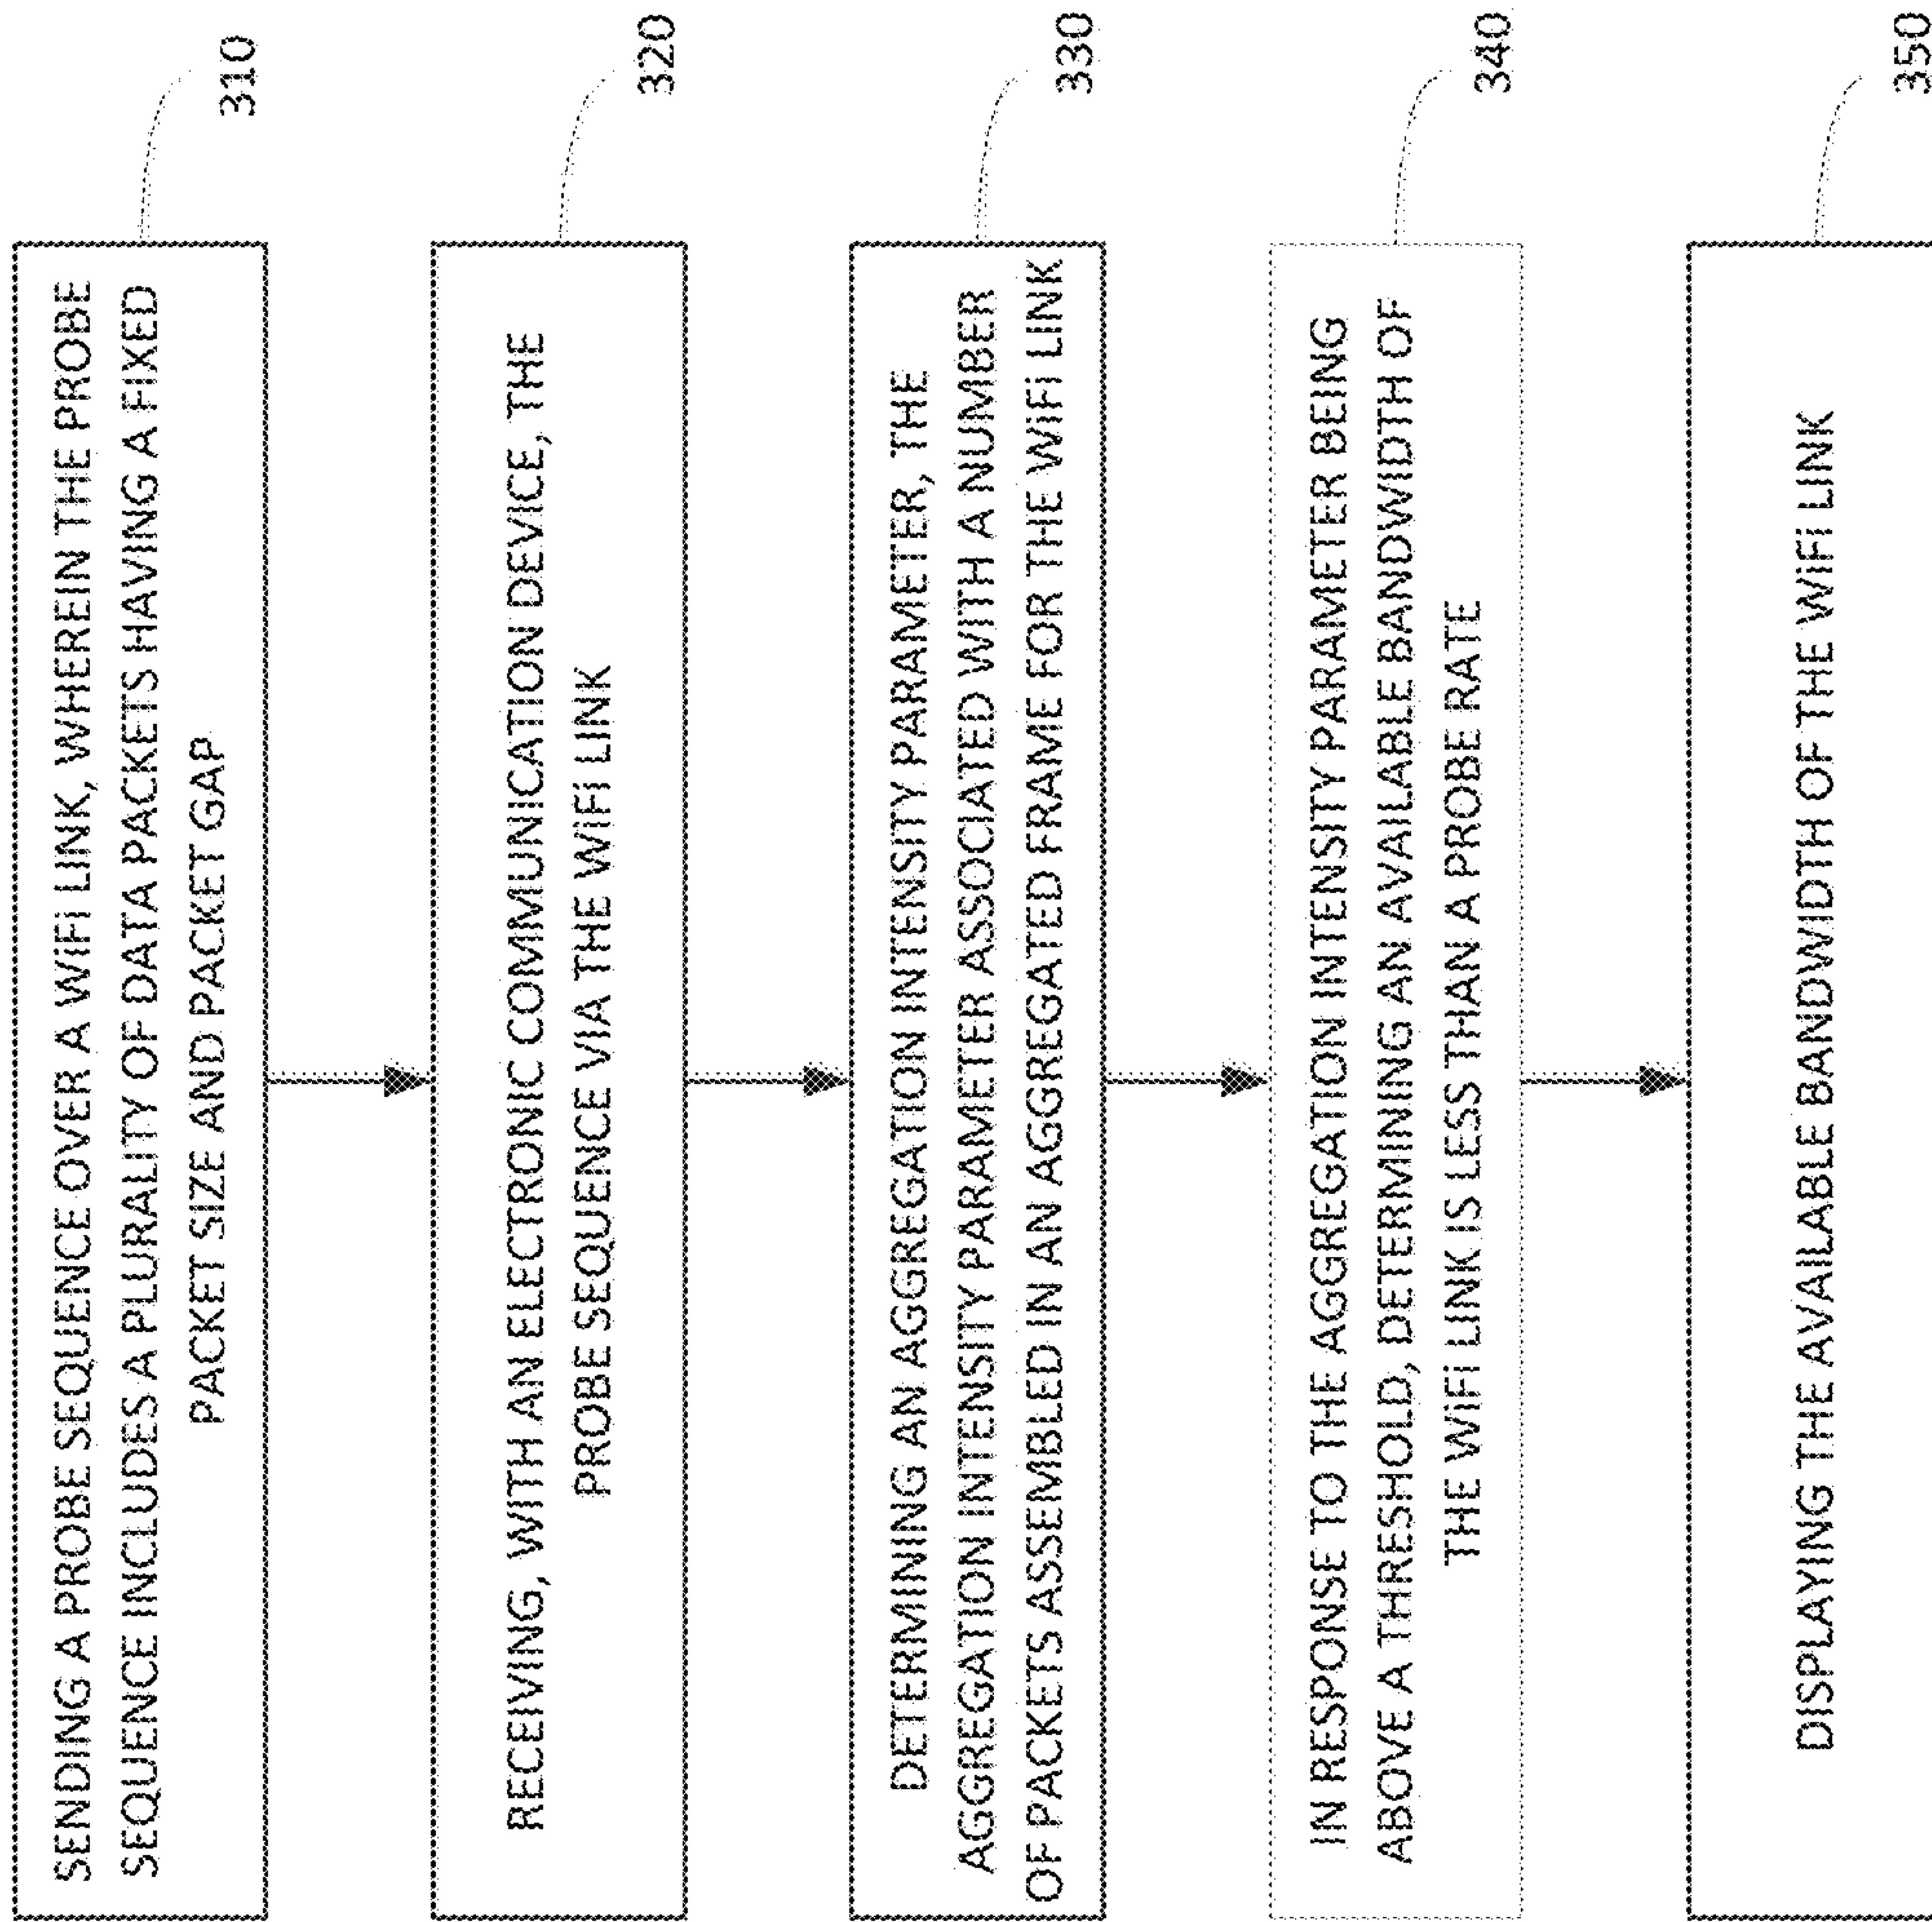 SENDING A PROBE SEQUENCE OVER A WiFi LINK, WHEREIN THE PROBE
SEQUENCE INCLUDES A PLURALITY OF DATA PACKETS HAVING A FIXED
PACKET SIZE AND PACKET GAP
310
RECEIVING, WITH AN ELECTRONIC COMMUNICATION DEVICE, THE
PROBE SEQUENCE VIA THE WiFi LINK
320
DETERMINING AN AGGREGATION INTENSITY PARAMETER, THE
AGGREGATION INTENSITY PARAMETER ASSOCIATED WITH A NUMBER
OF PACKETS ASSEMBLED IN AN AGGREGATED FRAME FOR THE WiFi LINK
330
IN RESPONSE TO THE AGGREGATION INTENSITY PARAMETER BEING
ABOVE A THRESHOLD, DETERMINING AN AVAILABLE BANDWIDTH OF
THE WiFi LINK IS LESS THAN A PROBE RATE
340
DISPLAYING THE AVAILABLE BANDWIDTH OF THE WiFi LINK
350